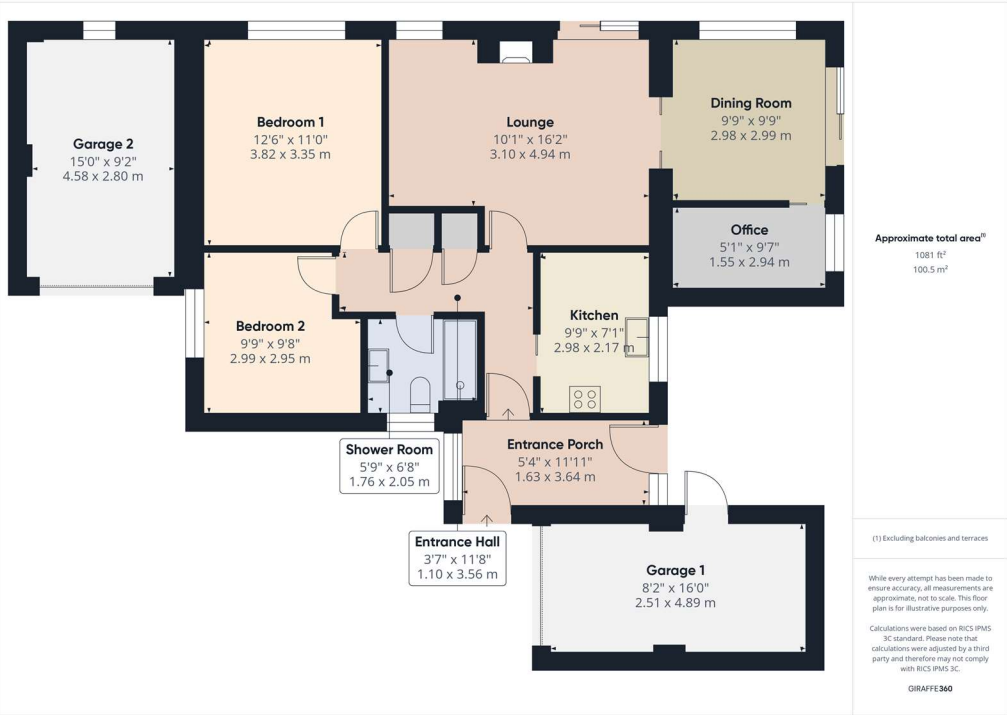 Garage 2
15'0" x 9'2"
4.58 x 2.80 m
Bedroom 1
12'6" x 11'0"
3.82 x 3.35 m
Lounge
10'1" x 16'2"
3.10 x 4.94 m
Dining Room
9'9" x 9'9"
2.98 x 2.99 m
Office
5'1" x 9'7"
1.55 x 2.94 m
Bedroom 2
9'9" x 9'8"
2.99 x 2.95 m
Kitchen
9'9" x 7'1"
2.98 x 2.17 m
Shower Room
5'9" x 6'8"
1.76 x 2.05 m
Entrance Porch
5'4" x 11'11"
1.63 x 3.64 m
Entrance Hall
3'7" x 11'8"
1.10 x 3.56 m
Garage 1
8'2" x 16'0"
2.51 x 4.89 m
Approximate total area(1)
1081 ft²
100.5 m²
(1) Excluding balconies and terraces
While every attempt has been made to
ensure accuracy, all measurements are
approximate, not to scale. This floor
plan is for illustrative purposes only.
Calculations were based on RICS IPMS
3C standard. Please note that
calculations were adjusted by a third
party and therefore may not comply
with RICS IPMS 3C.
GIRAFFE360